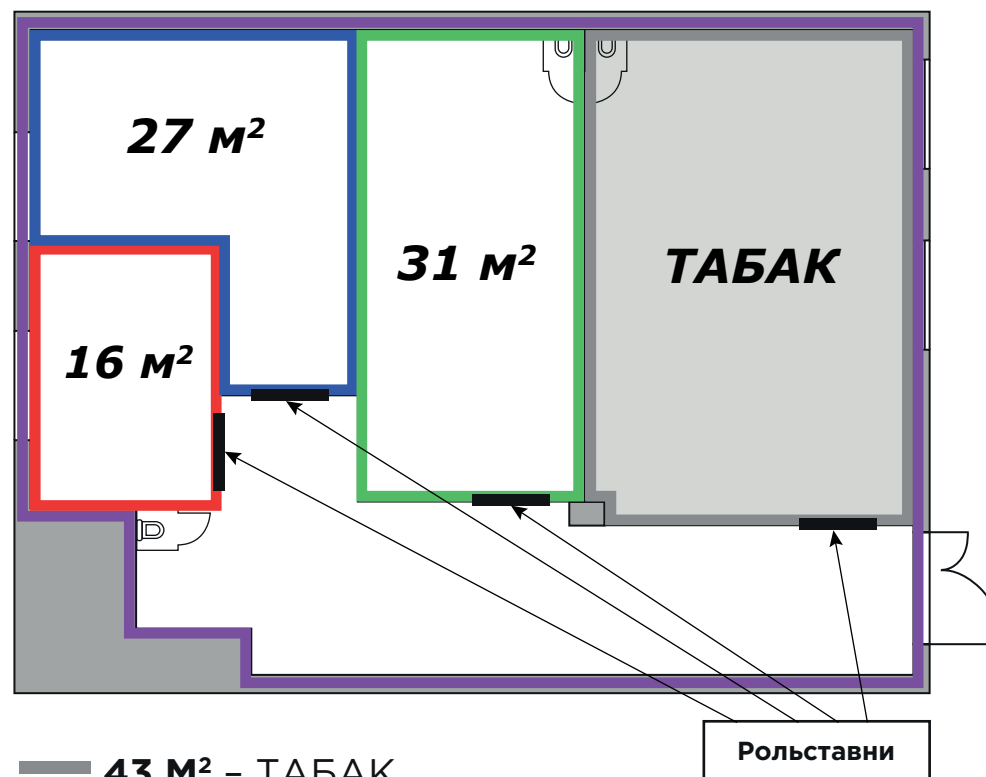 27 м²
31 м²
ТАБАК
16 м²
Рольставни
43 М² – ТАБАК